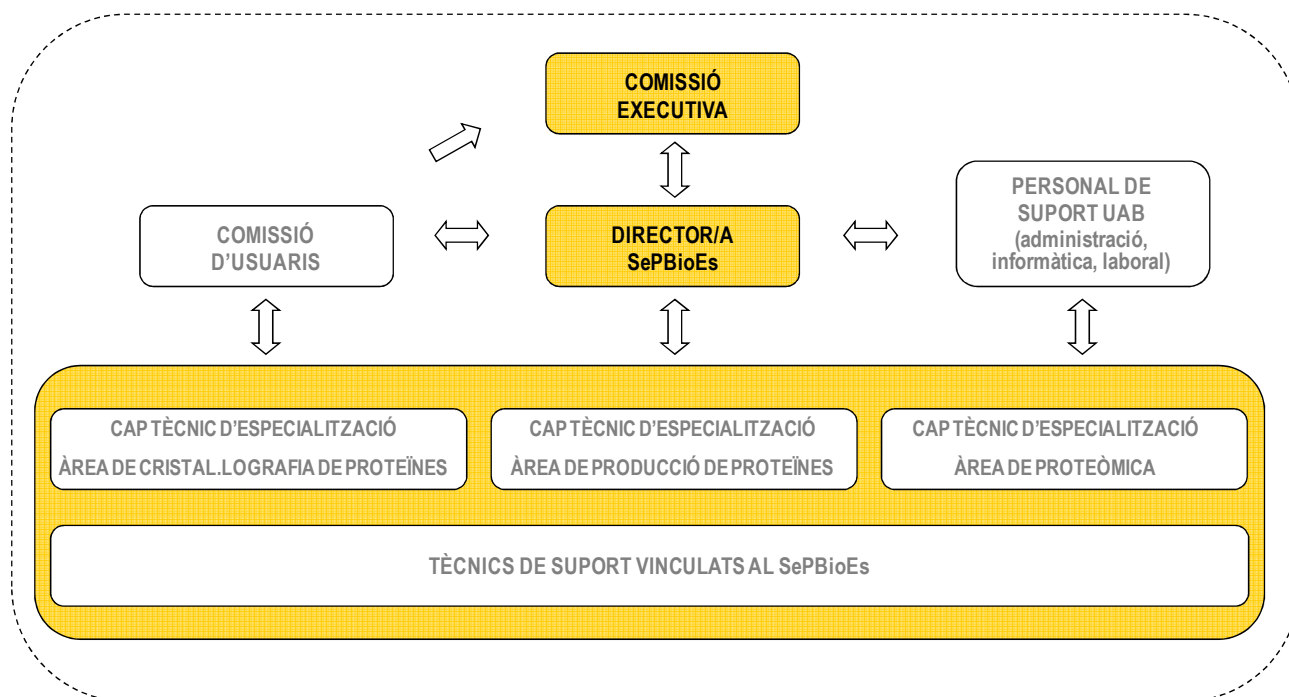 COMISSIÓ
EXECUTIVA
COMISSIÓ
D’USUARIS
DIRECTOR/A
SePBioEs
PERSONAL DE
SUPORT UAB
(administració,
informàtica, laboral)
CAP TÈCNIC D’ESPECIALITZACIÓ
ÀREA DE CRISTAL.LOGRAFIA DE PROTEÏNES
CAP TÈCNIC D’ESPECIALITZACIÓ
ÀREA DE PRODUCCIÓ DE PROTEÏNES
CAP TÈCNIC D’ESPECIALITZACIÓ
ÀREA DE PROTEÒMICA
TÈCNICS DE SUPORT VINCULATS AL SePBioEs